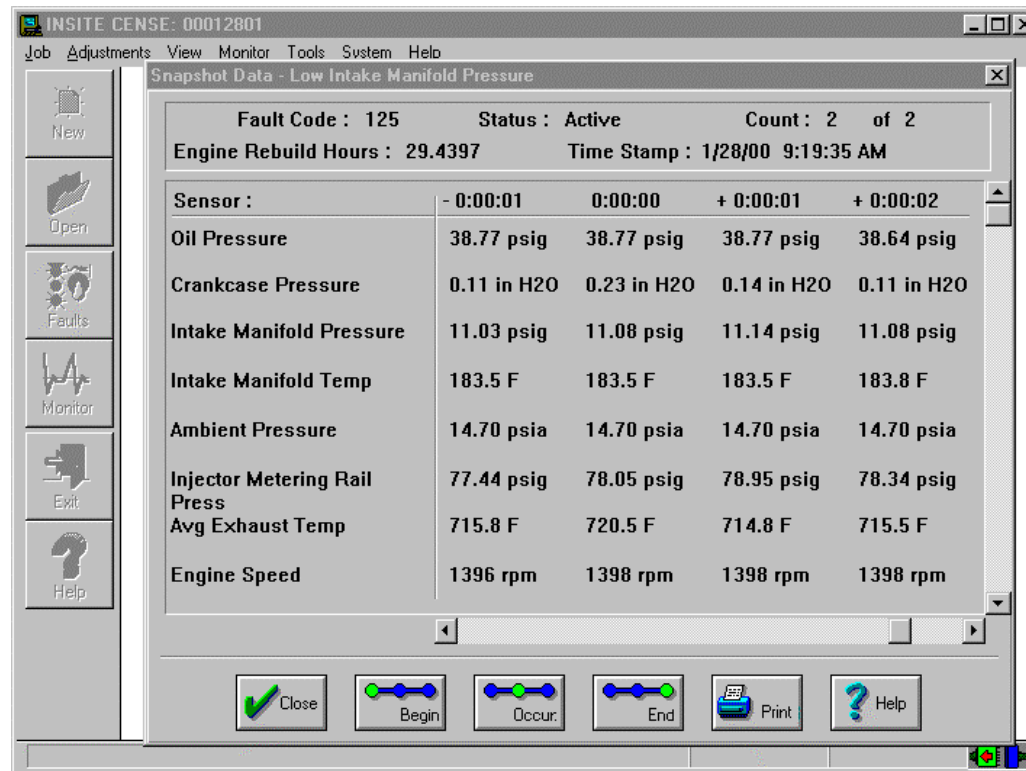 INSITE CENSE: 00012801
Job Adjustments View Monitor Tools System Help
New
Open
Faults
Monitor
Exit
Help
Snapshot Data - Low Intake Manifold Pressure
Fault Code : 125 Status : Active Count : 2 of 2
Engine Rebuild Hours : 29.4397 Time Stamp : 1/28/00 9:19:35 AM
Sensor : - 0:00:01 0:00:00 + 0:00:01 + 0:00:02
Oil Pressure 38.77 psig 38.77 psig 38.77 psig 38.64 psig
Crankcase Pressure 0.11 in H2O 0.23 in H2O 0.14 in H2O 0.11 in H2O
Intake Manifold Pressure 11.03 psig 11.08 psig 11.14 psig 11.08 psig
Intake Manifold Temp 183.5 F 183.5 F 183.5 F 183.8 F
Ambient Pressure 14.70 psia 14.70 psia 14.70 psia 14.70 psia
Injector Metering Rail 77.44 psig 78.05 psig 78.95 psig 78.34 psig
Press
Avg Exhaust Temp 715.8 F 720.5 F 714.8 F 715.5 F
Engine Speed 1396 rpm 1398 rpm 1398 rpm 1398 rpm
Close Begin Occur. End Print Help